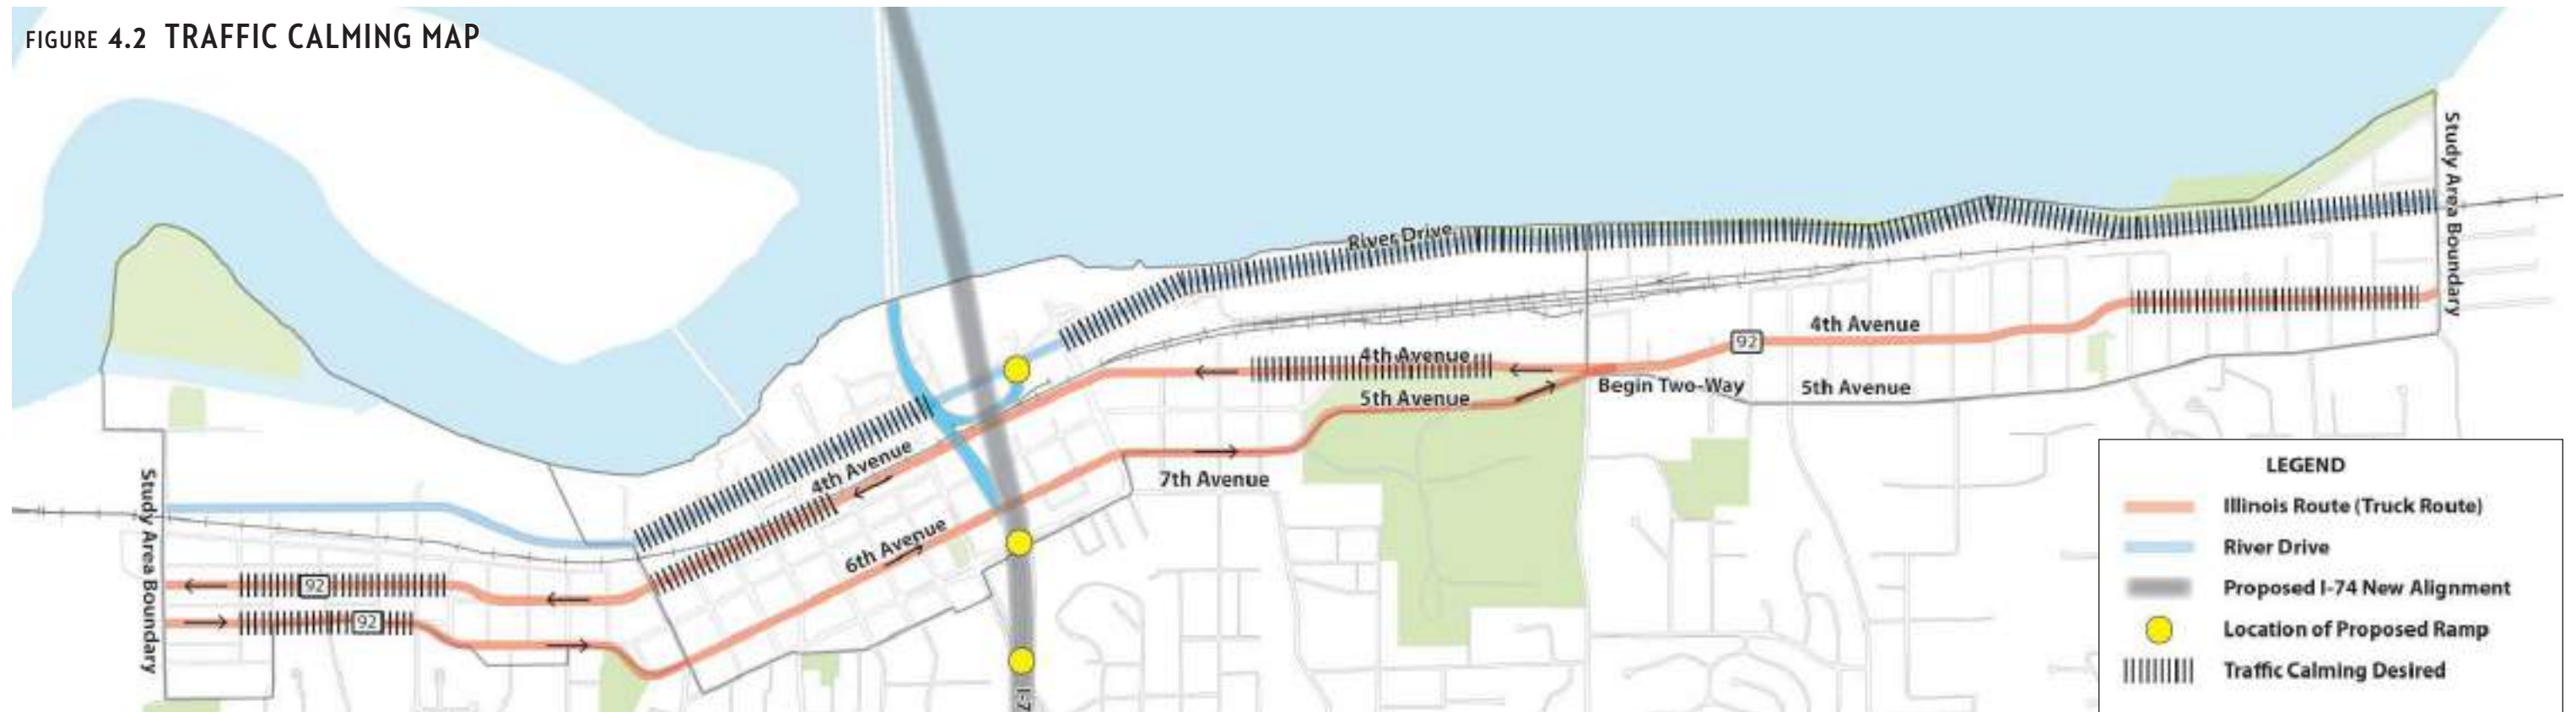 FIGURE 4.2 TRAFFIC CALMING MAP
Study Area Boundary
River Drive
92
4th Avenue
4th Avenue
5th Avenue
Begin Two-Way
5th Avenue
4th Avenue
7th Avenue
6th Avenue
Study Area Boundary
92
92
I-7
LEGEND
Illinois Route (Truck Route)
River Drive
Proposed I-74 New Alignment
Location of Proposed Ramp
Traffic Calming Desired